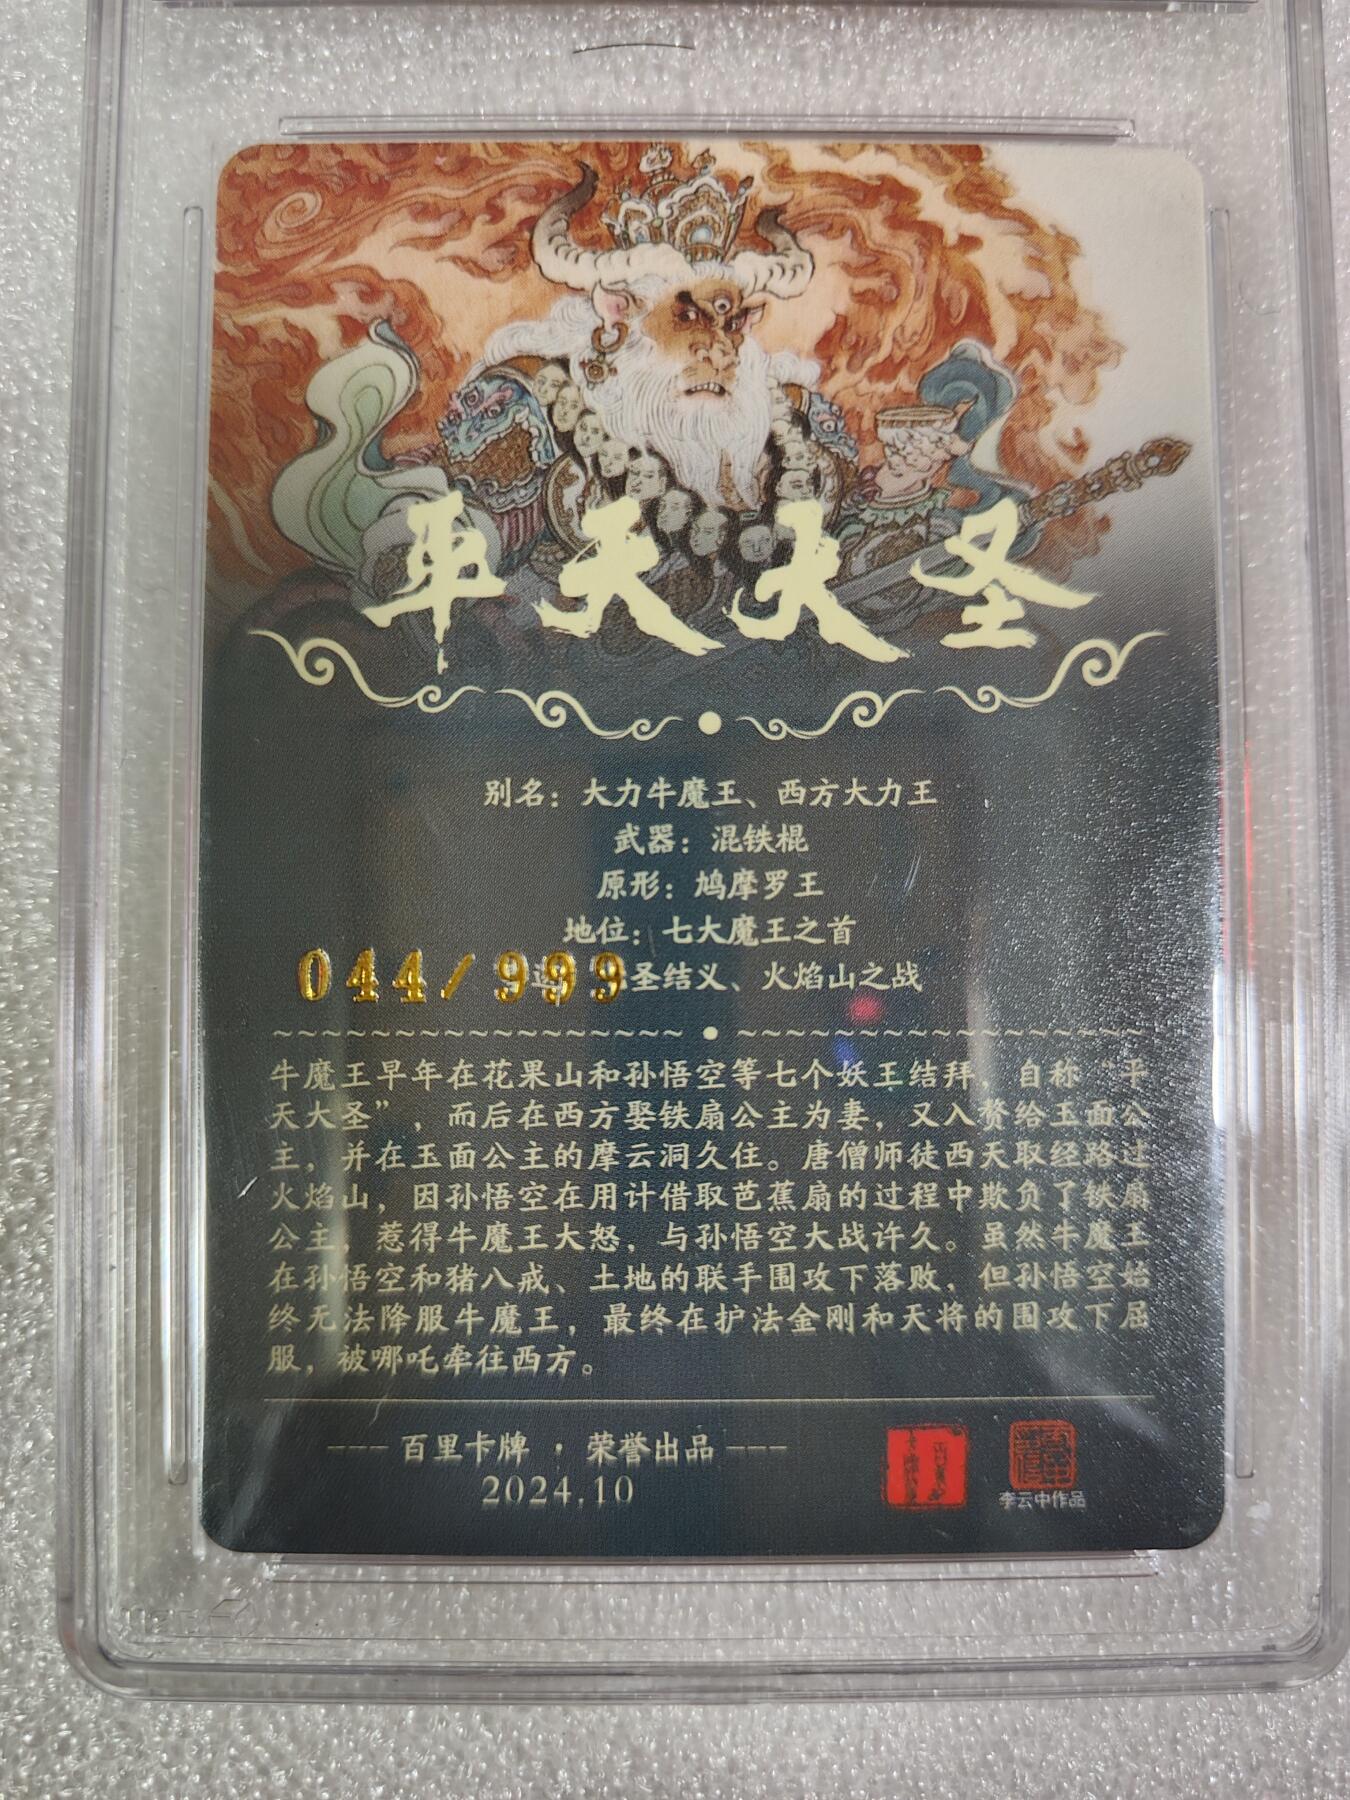 平天大圣
别名：大力牛魔王、西方大力王
武器：混铁棍
原形：鸠摩罗王
地位：七大魔王之首
044/999
圣结义、火焰山之战
牛魔王早年在花果山和孙悟空等七个妖王结拜，自称“平
天大圣”，而后在西方娶铁扇公主为妻，又入赘给玉面公
主，并在玉面公主的摩云洞久住。唐僧师徒西天取经路过
火焰山，因孙悟空在用计借取芭蕉扇的过程中欺负了铁扇
公主，惹得牛魔王大怒，与孙悟空大战许久。虽然牛魔王
在孙悟空和猪八戒、土地的联手围攻下落败，但孙悟空始
终无法降服牛魔王，最终在护法金刚和天将的围攻下屈
服，被哪吒牵往西方。
--- 百里卡牌 · 荣誉出品 ---
2024.10
李云中作品